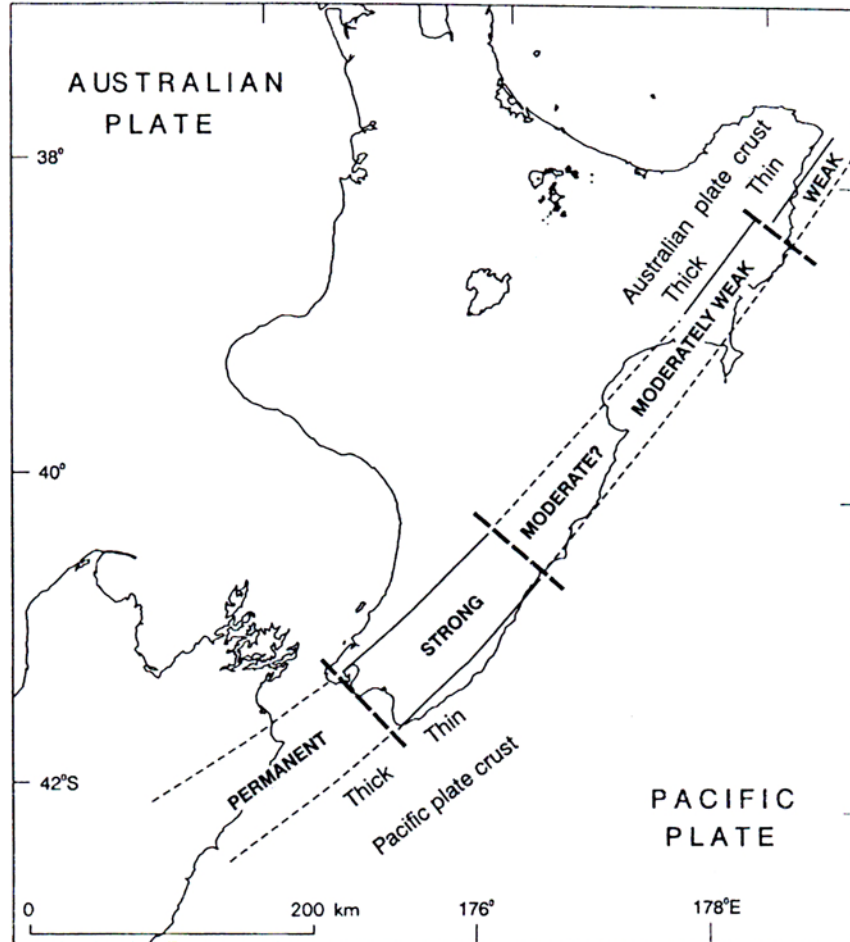 AUSTRALIAN
PLATE
38°
Australian plate crust
Thin
Thick
WEAK
MODERATELY WEAK
40°
MODERATE?
STRONG
PERMANENT
Thin
Thick
Pacific plate crust
42°S
PACIFIC
PLATE
0
200 km
176°
178°E